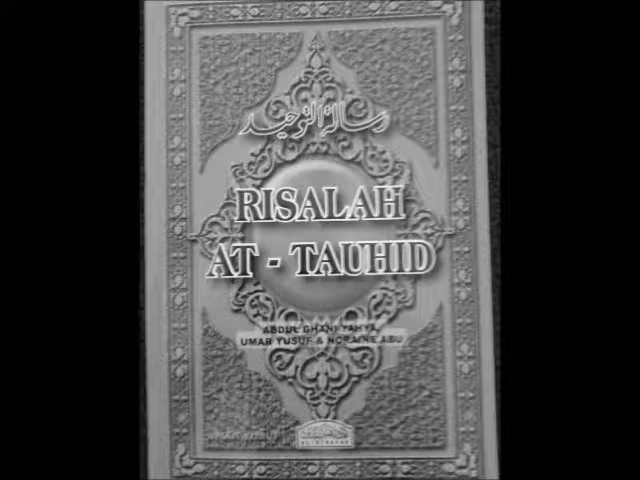 رسالة التوحيد
RISALAH
AT - TAUHID
ABDUL GHANI YAHYA,
UMAR YUSUF & NORAINE ABU